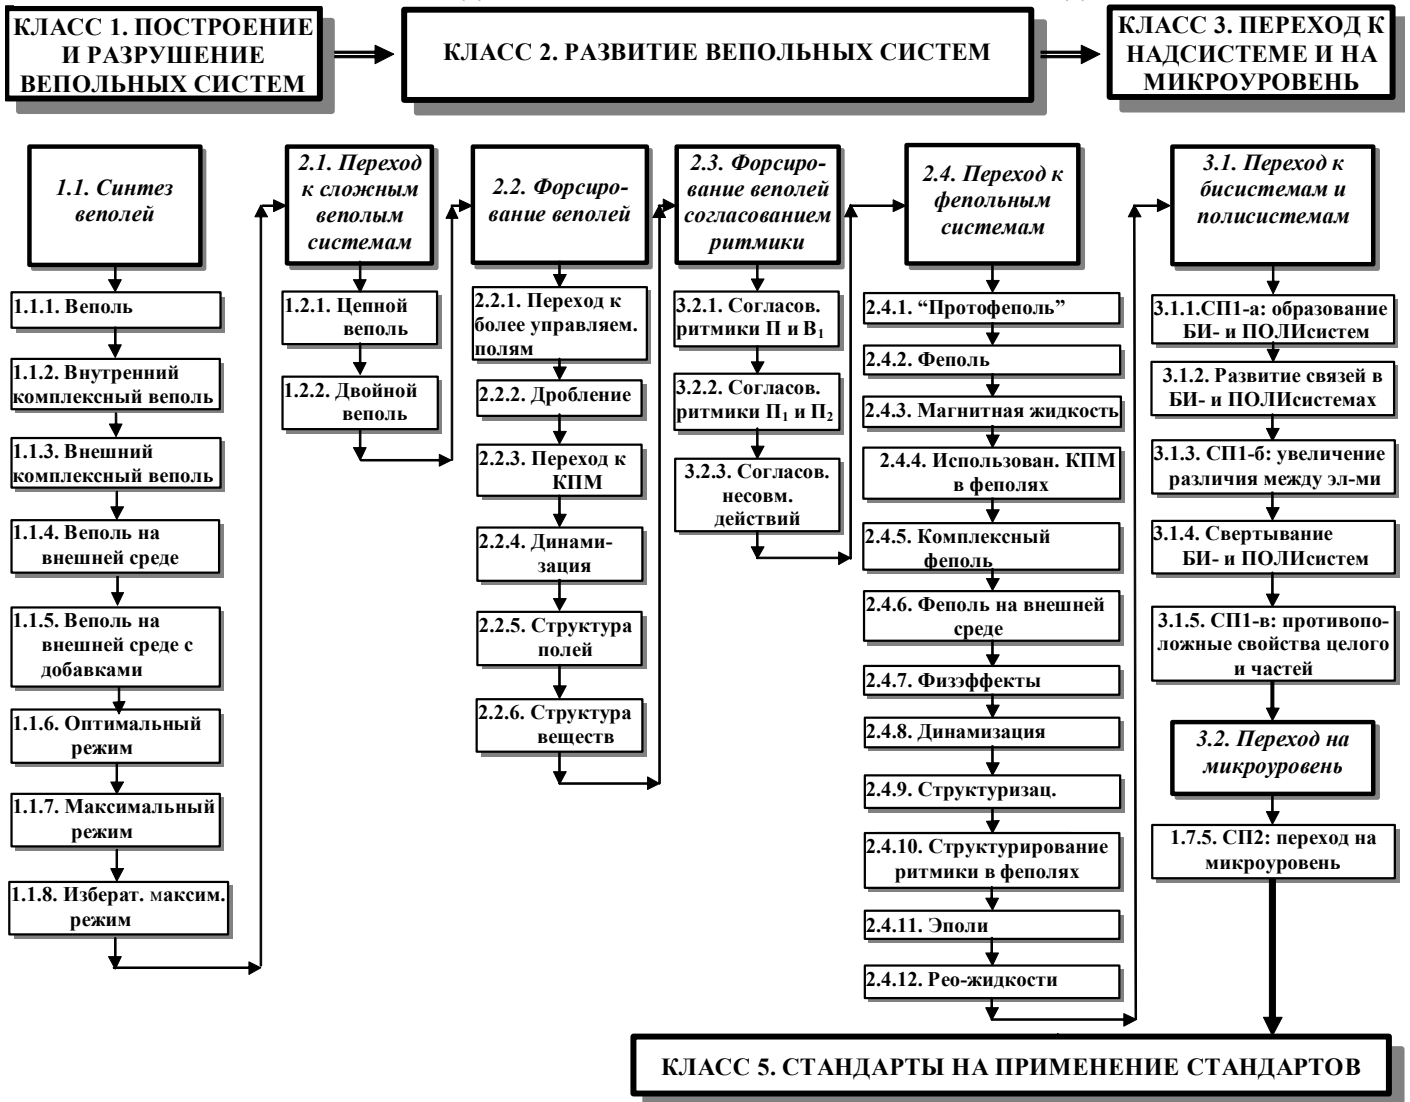 КЛАСС 1. ПОСТРОЕНИЕ
И РАЗРУШЕНИЕ
ВЕПОЛЬНЫХ СИСТЕМ
КЛАСС 2. РАЗВИТИЕ ВЕПОЛЬНЫХ СИСТЕМ
КЛАСС 3. ПЕРЕХОД К
НАДСИСТЕМЕ И НА
МИКРОУРОВЕНЬ
1.1. Синтез
веполей
1.1.1. Веполь
1.1.2. Внутренний
комплексный веполь
1.1.3. Внешний
комплексный веполь
1.1.4. Веполь на
внешней среде
1.1.5. Веполь на
внешней среде с
добавками
1.1.6. Оптимальный
режим
1.1.7. Максимальный
режим
1.1.8. Избират. максим.
режим
2.1. Переход
к сложным
веполым
системам
1.2.1. Цепной
веполь
1.2.2. Двойной
веполь
2.2. Форсиро-
вание веполей
2.2.1. Переход к
более управляем.
полям
2.2.2. Дробление
2.2.3. Переход к
КПМ
2.2.4. Динами-
зация
2.2.5. Структура
полей
2.2.6. Структура
веществ
2.3. Форсиро-
вание веполей
согласованием
ритмики
3.2.1. Согласов.
ритмики П и В₁
3.2.2. Согласов.
ритмики П₁ и П₂
3.2.3. Согласов.
несовм.
действий
2.4. Переход к
фепольным
системам
2.4.1. “Протофеполь”
2.4.2. Феполь
2.4.3. Магнитная жидкость
2.4.4. Использован. КПМ
в феполях
2.4.5. Комплексный
феполь
2.4.6. Феполь на внешней
среде
2.4.7. Физэффекты
2.4.8. Динамизация
2.4.9. Структуризац.
2.4.10. Структурирование
ритмики в феполях
2.4.11. Эполи
2.4.12. Рео-жидкости
3.1. Переход к
бисистемам и
полисистемам
3.1.1.СП1-а: образование
БИ- и ПОЛИсистем
3.1.2. Развитие связей в
БИ- и ПОЛИсистемах
3.1.3. СП1-б: увеличение
различия между эл-ми
3.1.4. Свертывание
БИ- и ПОЛИсистем
3.1.5. СП1-в: противопо-
ложные свойства целого
и частей
3.2. Переход на
микроуровень
1.7.5. СП2: переход на
микроуровень
КЛАСС 5. СТАНДАРТЫ НА ПРИМЕНЕНИЕ СТАНДАРТОВ